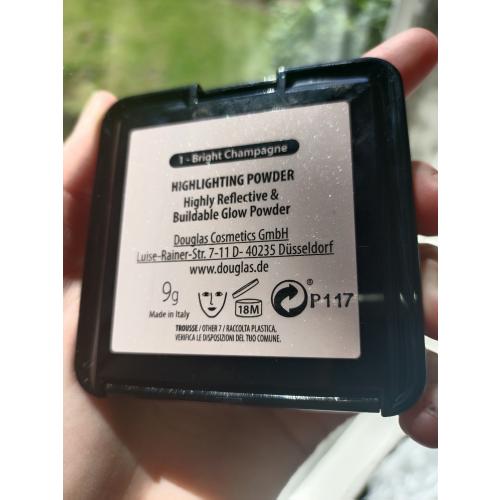 1 - Bright Champagne
HIGHLIGHTING POWDER
Highly Reflective &
Buildable Glow Powder
Douglas Cosmetics GmbH
Luise-Rainer-Str. 7-11 D- 40235 Düsseldorf
www.douglas.de
9g
Made in Italy
18M
®
P117
TROUSSE / OTHER 7 / RACCOLTA PLASTICA.
VERIFICA LE DISPOSIZIONI DEL TUO COMUNE.